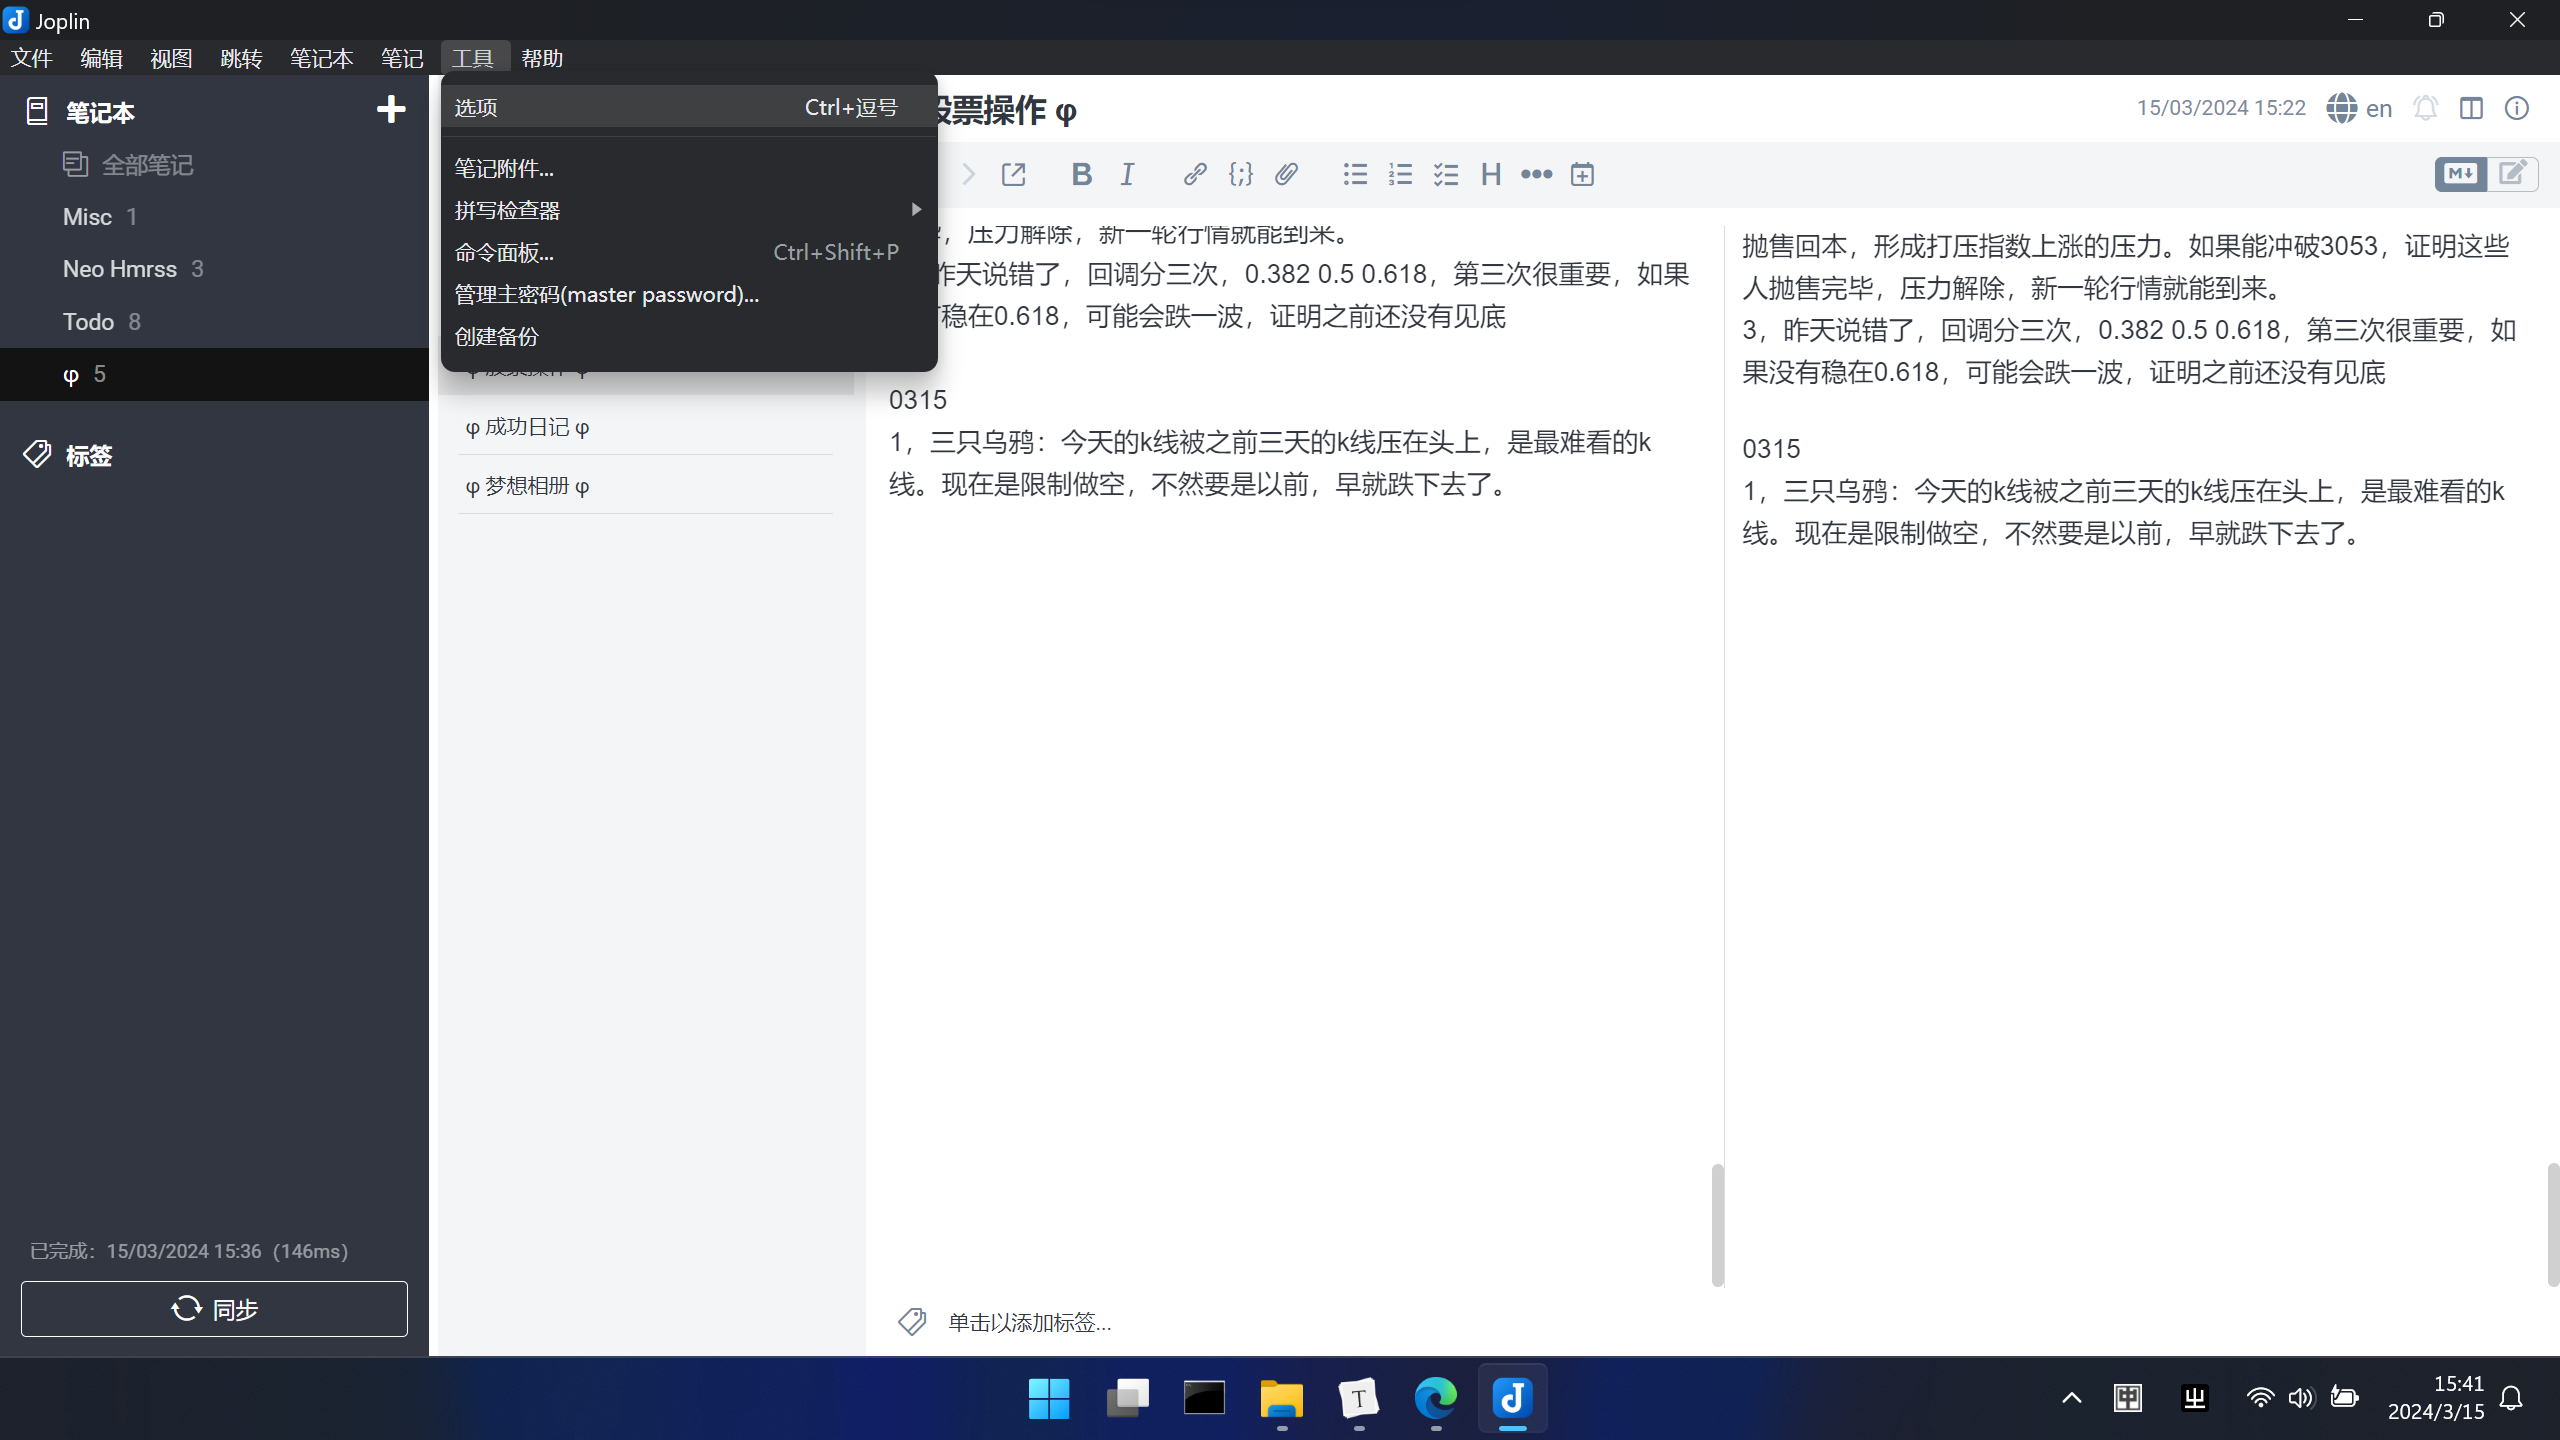 Joplin
文件 编辑 视图 跳转 笔记本 笔记 工具 帮助
笔记本
全部笔记
Misc 1
Neo Hmrss 3
Todo 8
φ 5
标签
已完成：15/03/2024 15:36 (146ms)
同步
选项 Ctrl+逗号
笔记附件...
拼写检查器
命令面板... Ctrl+Shift+P
管理主密码(master password)...
创建备份
φ 成功日记 φ
φ 梦想相册 φ
股票操作 φ
15/03/2024 15:22 en
B I {;} H M
，压力解除，新一轮行情就能到来。
昨天说错了，回调分三次，0.382 0.5 0.618，第三次很重要，如果
稳在0.618，可能会跌一波，证明之前还没有见底
0315
1，三只乌鸦：今天的k线被之前三天的k线压在头上，是最难看的k
线。现在是限制做空，不然要是以前，早就跌下去了。
单击以添加标签...
抛售回本，形成打压指数上涨的压力。如果能冲破3053，证明这些
人抛售完毕，压力解除，新一轮行情就能到来。
3，昨天说错了，回调分三次，0.382 0.5 0.618，第三次很重要，如
果没有稳在0.618，可能会跌一波，证明之前还没有见底
0315
1，三只乌鸦：今天的k线被之前三天的k线压在头上，是最难看的k
线。现在是限制做空，不然要是以前，早就跌下去了。
T
15:41
2024/3/15